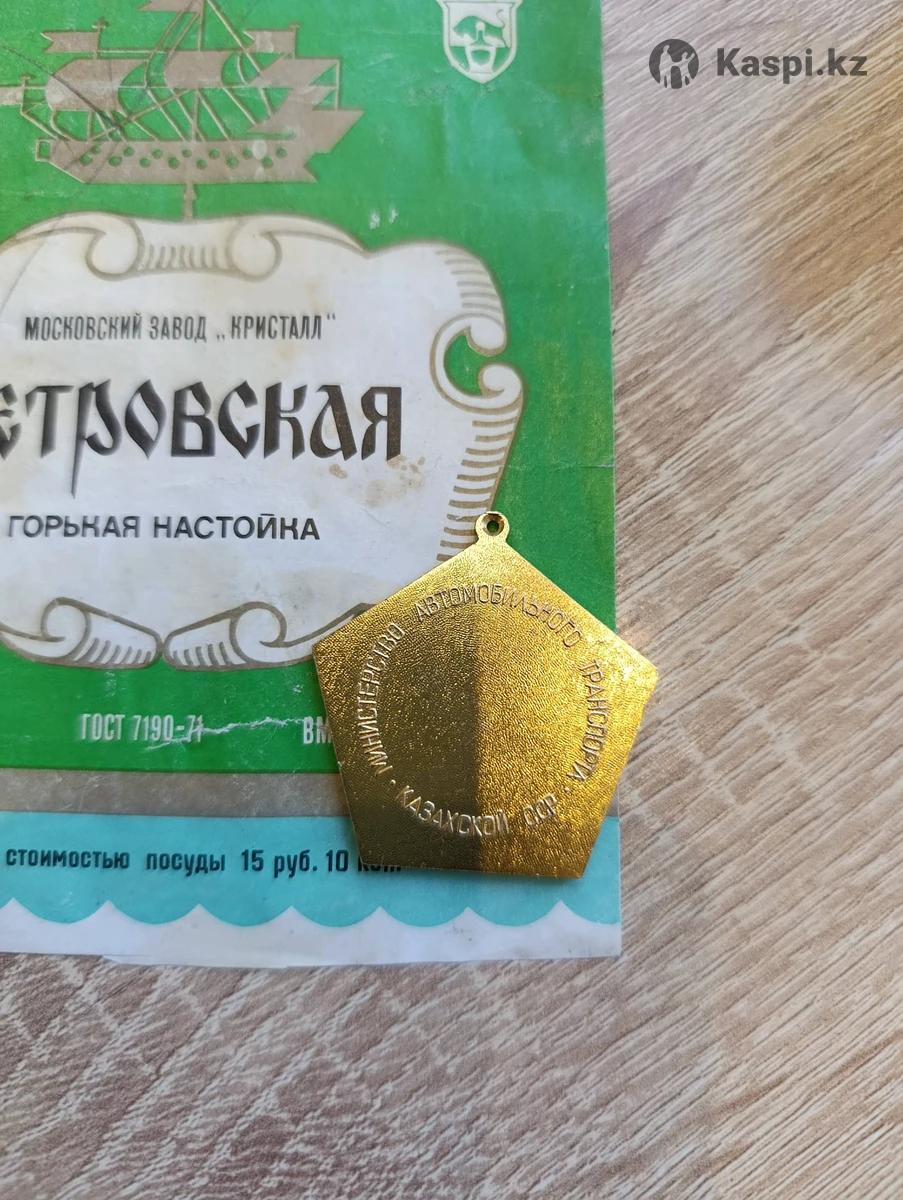 Kaspi.kz
МОСКОВСКИЙ ЗАВОД „КРИСТАЛЛ"
ЕТРОВСКАЯ
ГОРЬКАЯ НАСТОЙКА
МИНИСТЕРСТВО АВТОМОБИЛЬНОГО ТРАНСПОРТА
· КАЗАХСКОЙ ССР ·
ГОСТ 7190-71
стоимостью посуды 15 руб. 10 коп.